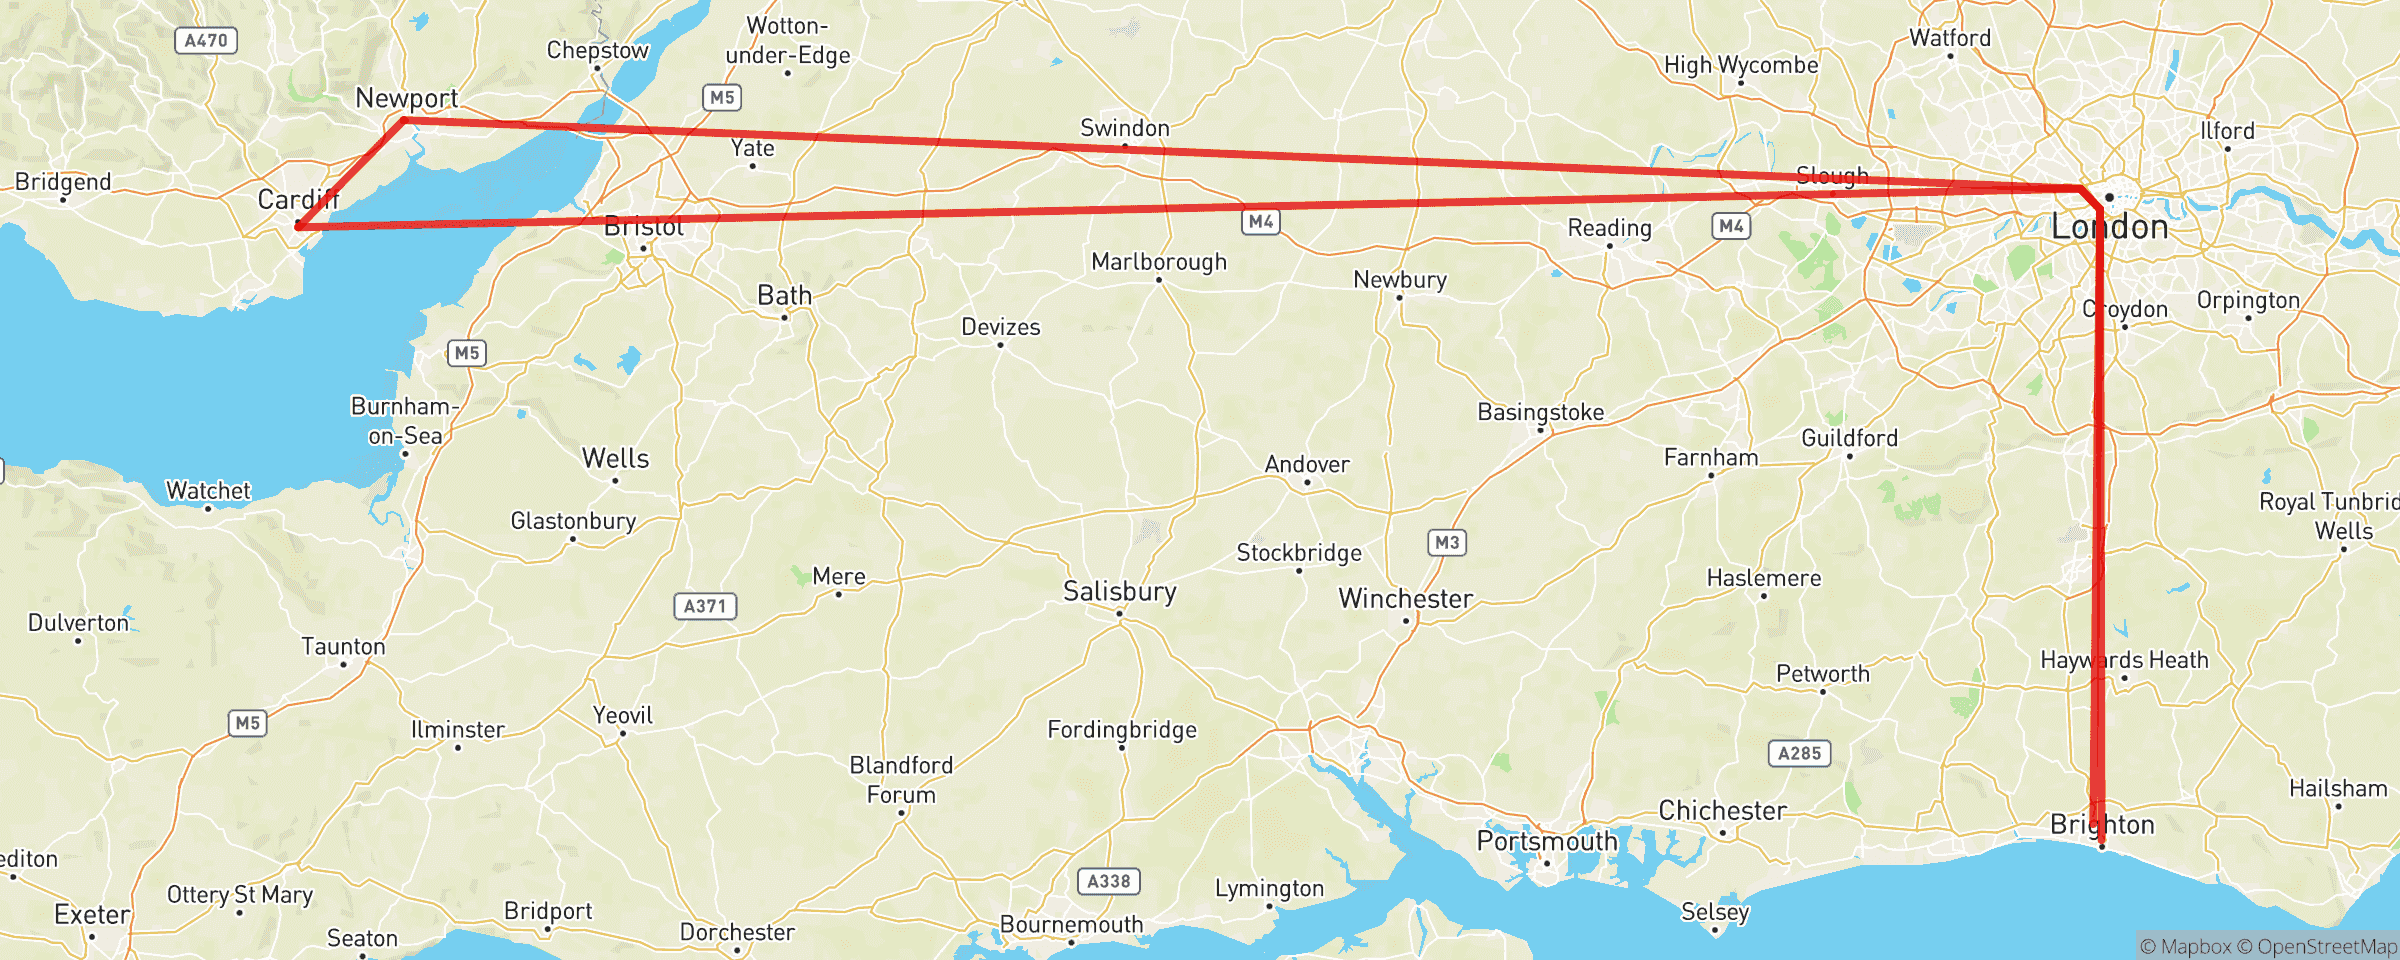 A470
Wotton-
under-Edge
Chepstow
Watford
High Wycombe
Newport
M5
Swindon
Ilford
Yate
Bridgend
Slough
Cardiff
Bristol
M4
Reading
M4
London
Marlborough
Newbury
Bath
Croydon
Orpington
Devizes
M5
Burnham-
on-Sea
Basingstoke
Guildford
Wells
Andover
Farnham
Watchet
Royal Tunbrid
Wells
Glastonbury
M3
Stockbridge
Mere
Haslemere
Salisbury
Winchester
A371
Dulverton
Taunton
Haywards Heath
Petworth
M5
Ilminster
Yeovil
Fordingbridge
A285
Blandford
Forum
Hailsham
Chichester
Brighton
Portsmouth
editon
A338
Ottery St Mary
Lymington
Exeter
Bridport
Selsey
Seaton
Dorchester
Bournemouth
© Mapbox © OpenStreetMap